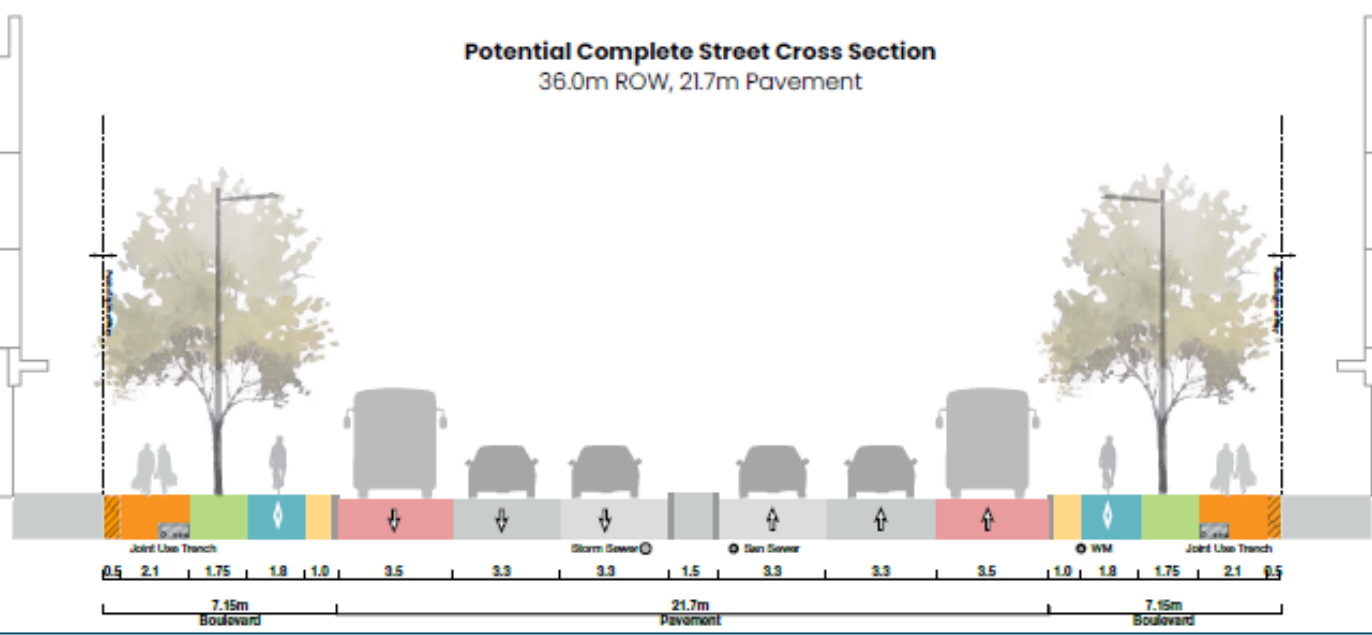 Potential Complete Street Cross Section
36.0m ROW, 21.7m Pavement
Joint Use Trench
Storm Sewer
San Sewer
WM
Joint Use Trench
0.5 2.1 1.75 1.8 1.0 3.5 3.3 3.3 1.5 3.3 3.3 3.5 1.0 1.8 1.75 2.1 0.5
7.15m 21.7m 7.15m
Boulevard Pavement Boulevard